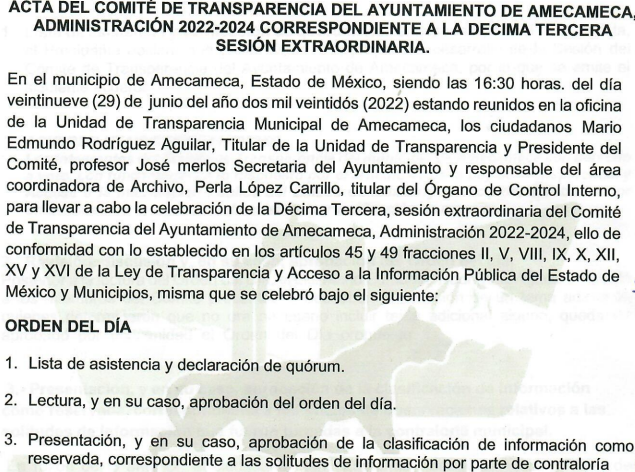 ACTA DEL COMITÉ DE TRANSPARENCIA DEL AYUNTAMIENTO DE AMECAMECA,
ADMINISTRACIÓN 2022-2024 CORRESPONDIENTE A LA DECIMA TERCERA
SESIÓN EXTRAORDINARIA.
En el municipio de Amecameca, Estado de México, siendo las 16:30 horas. del día
veintinueve (29) de junio del año dos mil veintidós (2022) estando reunidos en la oficina
de la Unidad de Transparencia Municipal de Amecameca, los ciudadanos Mario
Edmundo Rodríguez Aguilar, Titular de la Unidad de Transparencia y Presidente del
Comité, profesor José merlos Secretaria del Ayuntamiento y responsable del área
coordinadora de Archivo, Perla López Carrillo, titular del Órgano de Control Interno,
para llevar a cabo la celebración de la Décima Tercera, sesión extraordinaria del Comité
de Transparencia del Ayuntamiento de Amecameca, Administración 2022-2024, ello de
conformidad con lo establecido en los artículos 45 y 49 fracciones II, V, VIII, IX, X, XII,
XV y XVI de la Ley de Transparencia y Acceso a la Información Pública del Estado de
México y Municipios, misma que se celebró bajo el siguiente:
ORDEN DEL DÍA
1. Lista de asistencia y declaración de quórum.
2. Lectura, y en su caso, aprobación del orden del día.
3. Presentación, y en su caso, aprobación de la clasificación de información como
reservada, correspondiente a las solitudes de información por parte de contraloría